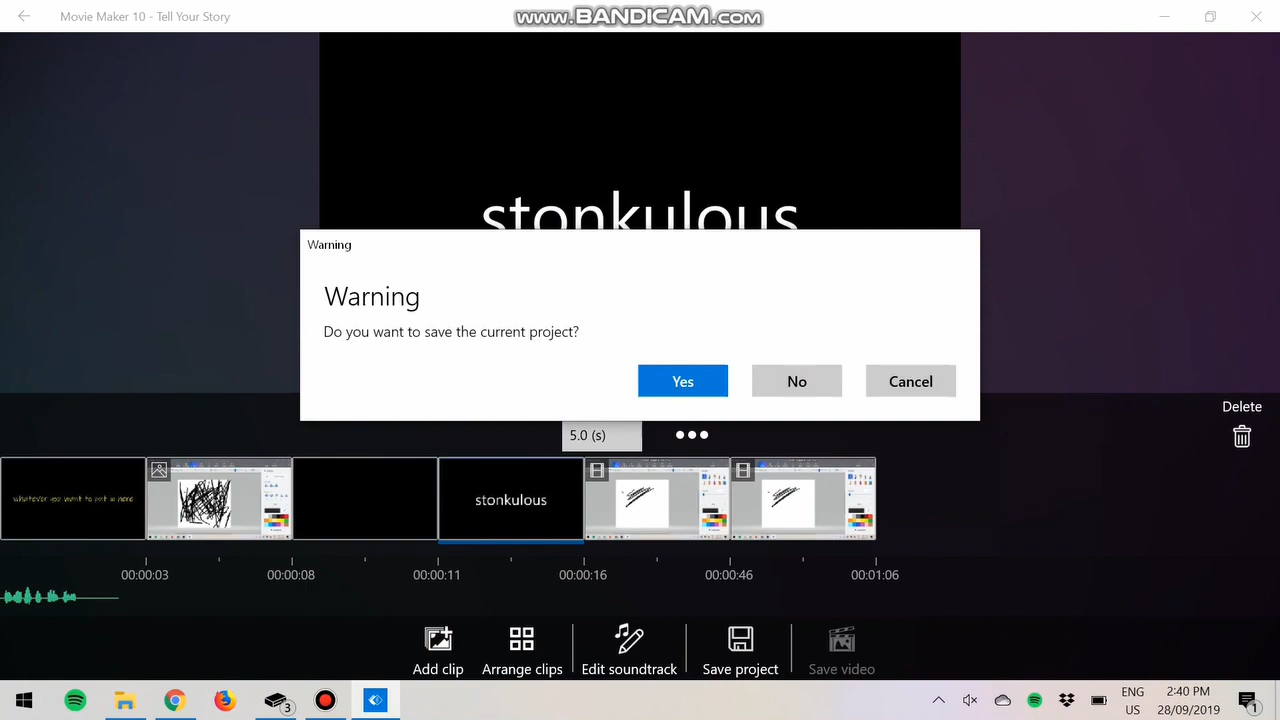 Movie Maker 10 - Tell Your Story
www.BANDICAM.com
stonkulous
Warning
Warning
Do you want to save the current project?
Yes No Cancel
Delete
5.0 (s)
whatever you want to put in here
stonkulous
00:00:03 00:00:08 00:00:11 00:00:16 00:00:46 00:01:06
Add clip Arrange clips Edit soundtrack Save project Save video
3
ENG
US
2:40 PM
28/09/2019
1